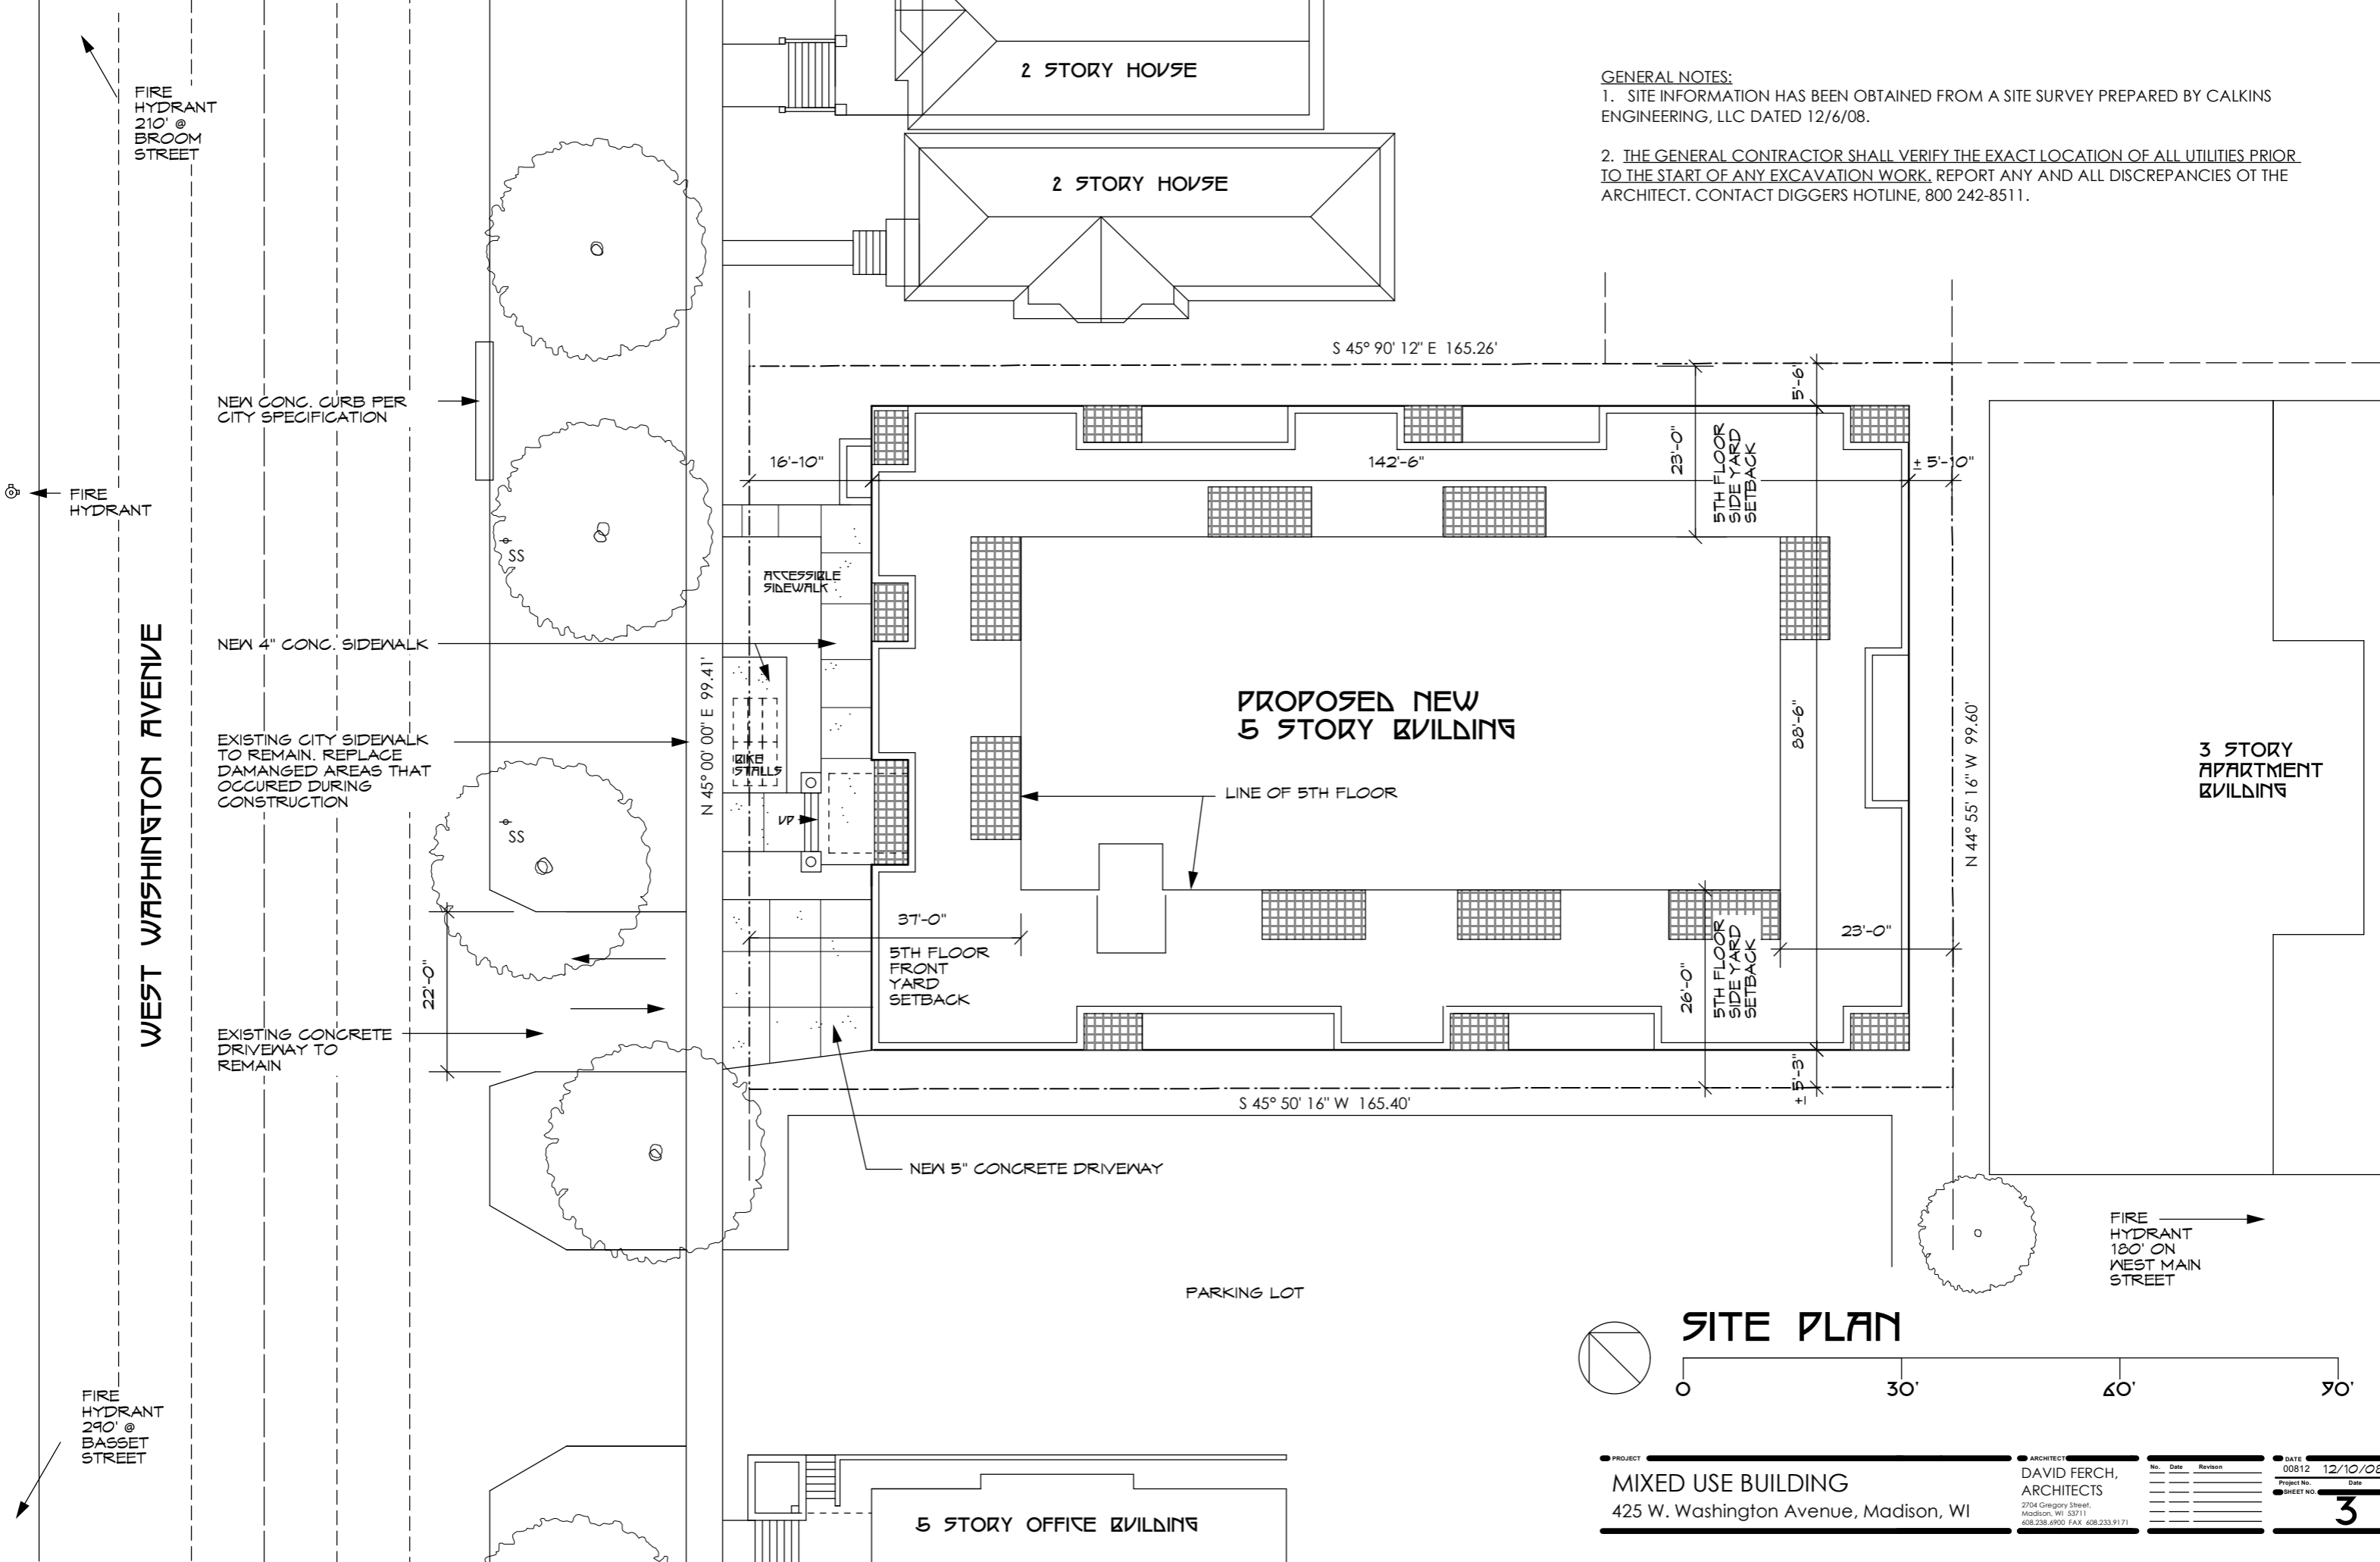 2 STORY HOUSE
2 STORY HOUSE
GENERAL NOTES:
1. SITE INFORMATION HAS BEEN OBTAINED FROM A SITE SURVEY PREPARED BY CALKINS
ENGINEERING, LLC DATED 12/6/08.
2. THE GENERAL CONTRACTOR SHALL VERIFY THE EXACT LOCATION OF ALL UTILITIES PRIOR
TO THE START OF ANY EXCAVATION WORK. REPORT ANY AND ALL DISCREPANCIES OT THE
ARCHITECT. CONTACT DIGGERS HOTLINE, 800 242-8511.
FIRE
HYDRANT
210' @
BROOM
STREET
S 45° 90' 12" E 165.26'
NEW CONC. CURB PER
CITY SPECIFICATION
5'-6"
16'-10"
142'-6"
23'-0"
5TH FLOOR
SIDE YARD
SETBACK
± 5'-10"
FIRE
HYDRANT
SS
ACCESSIBLE
SIDEWALK
NEW 4" CONC. SIDEWALK
WEST WASHINGTON AVENUE
N 45° 00' 00" E 99.41'
PROPOSED NEW
5 STORY BUILDING
88'-6"
N 44° 55' 16" W 99.60'
3 STORY
APARTMENT
BUILDING
EXISTING CITY SIDEWALK
TO REMAIN. REPLACE
DAMANGED AREAS THAT
OCCURED DURING
CONSTRUCTION
BIKE
STALLS
LINE OF 5TH FLOOR
UP
SS
37'-0"
5TH FLOOR
FRONT
YARD
SETBACK
23'-0"
26'-0"
5TH FLOOR
SIDE YARD
SETBACK
22'-0"
EXISTING CONCRETE
DRIVEWAY TO
REMAIN
± 5'-3"
S 45° 50' 16" W 165.40'
NEW 5" CONCRETE DRIVEWAY
FIRE
HYDRANT
180' ON
WEST MAIN
STREET
PARKING LOT
SITE PLAN
0 30' 60' 90'
FIRE
HYDRANT
290' @
BASSET
STREET
5 STORY OFFICE BUILDING
PROJECT
MIXED USE BUILDING
425 W. Washington Avenue, Madison, WI
ARCHITECT
DAVID FERCH,
ARCHITECTS
2704 Gregory Street,
Madison, WI 53711
608.238.6900 FAX 608.233.9171
No. Date Revison
DATE
00812 12/10/08
Project No. Date
SHEET NO.
3